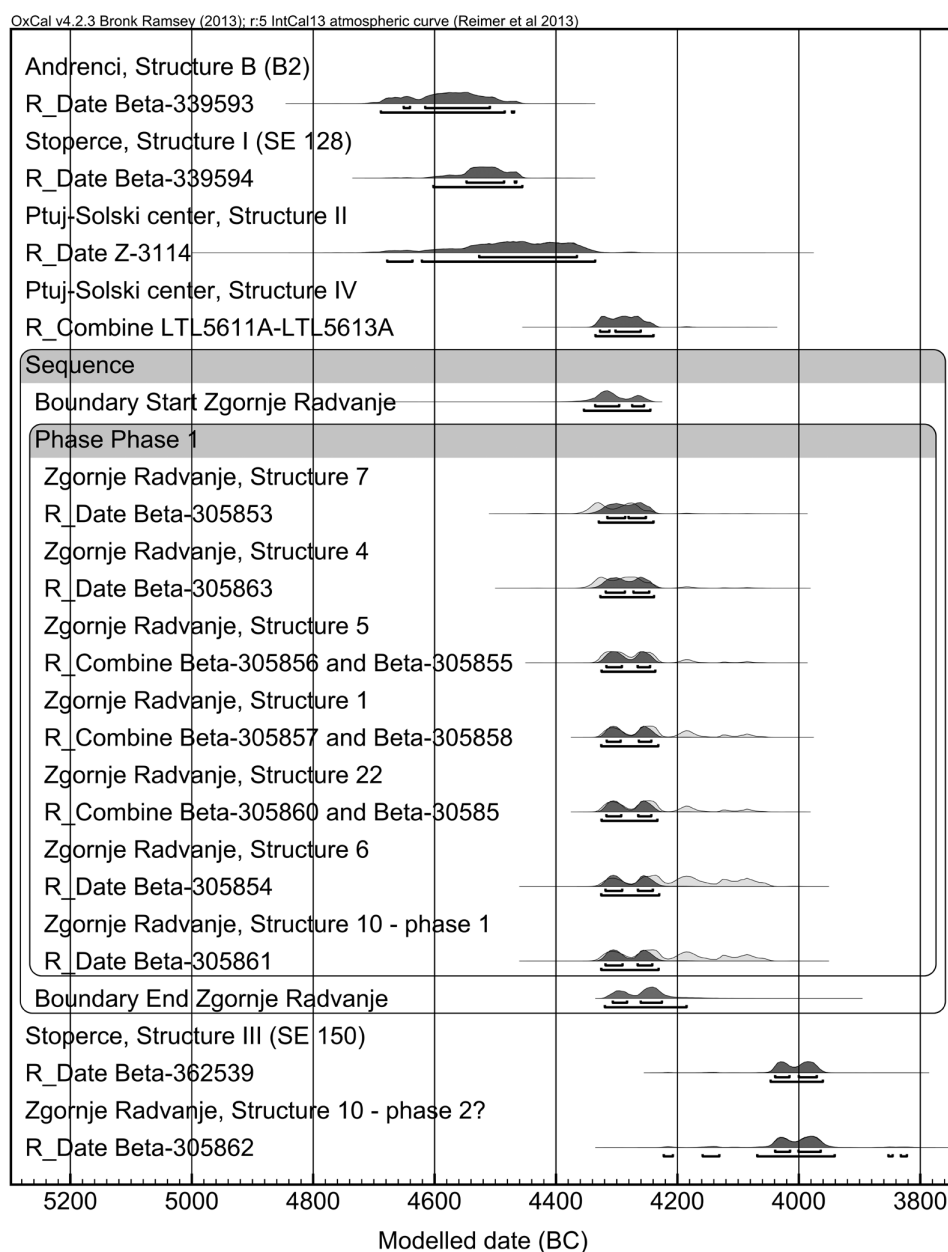 OxCal v4.2.3 Bronk Ramsey (2013); r:5 IntCal13 atmospheric curve (Reimer et al 2013)
Andrenci, Structure B (B2)
R_Date Beta-339593
Stoperce, Structure I (SE 128)
R_Date Beta-339594
Ptuj-Solski center, Structure II
R_Date Z-3114
Ptuj-Solski center, Structure IV
R_Combine LTL5611A-LTL5613A
Sequence
Boundary Start Zgornje Radvanje
Phase Phase 1
Zgornje Radvanje, Structure 7
R_Date Beta-305853
Zgornje Radvanje, Structure 4
R_Date Beta-305863
Zgornje Radvanje, Structure 5
R_Combine Beta-305856 and Beta-305855
Zgornje Radvanje, Structure 1
R_Combine Beta-305857 and Beta-305858
Zgornje Radvanje, Structure 22
R_Combine Beta-305860 and Beta-30585
Zgornje Radvanje, Structure 6
R_Date Beta-305854
Zgornje Radvanje, Structure 10 - phase 1
R_Date Beta-305861
Boundary End Zgornje Radvanje
Stoperce, Structure III (SE 150)
R_Date Beta-362539
Zgornje Radvanje, Structure 10 - phase 2?
R_Date Beta-305862
5200 5000 4800 4600 4400 4200 4000 3800
Modelled date (BC)